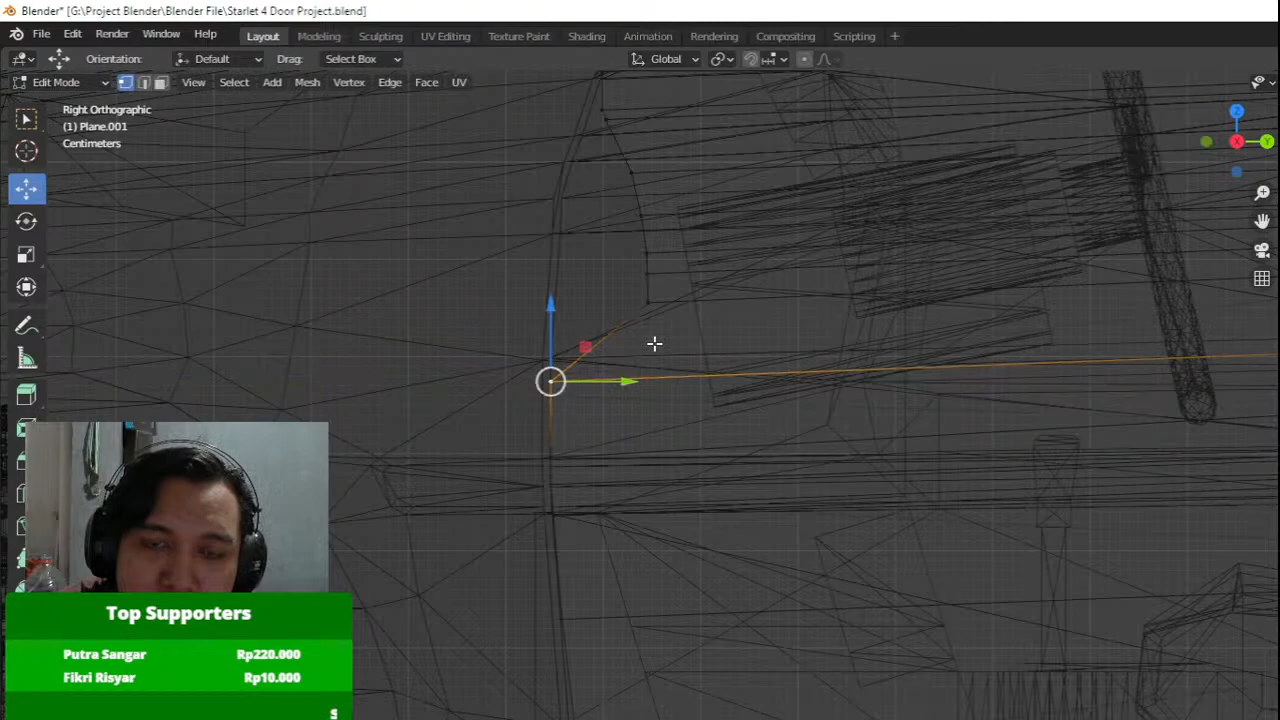 Blender* [G:\Project Blender\Blender File\Starlet 4 Door Project.blend]
File Edit Render Window Help Layout Modeling Sculpting UV Editing Texture Paint Shading Animation Rendering Compositing Scripting +
Orientation: Default Drag: Select Box Global
Edit Mode View Select Add Mesh Vertex Edge Face UV
Right Orthographic
(1) Plane.001
Centimeters
Z
X
Y
Top Supporters
Putra Sangar Rp220.000
Fikri Risyar Rp10.000